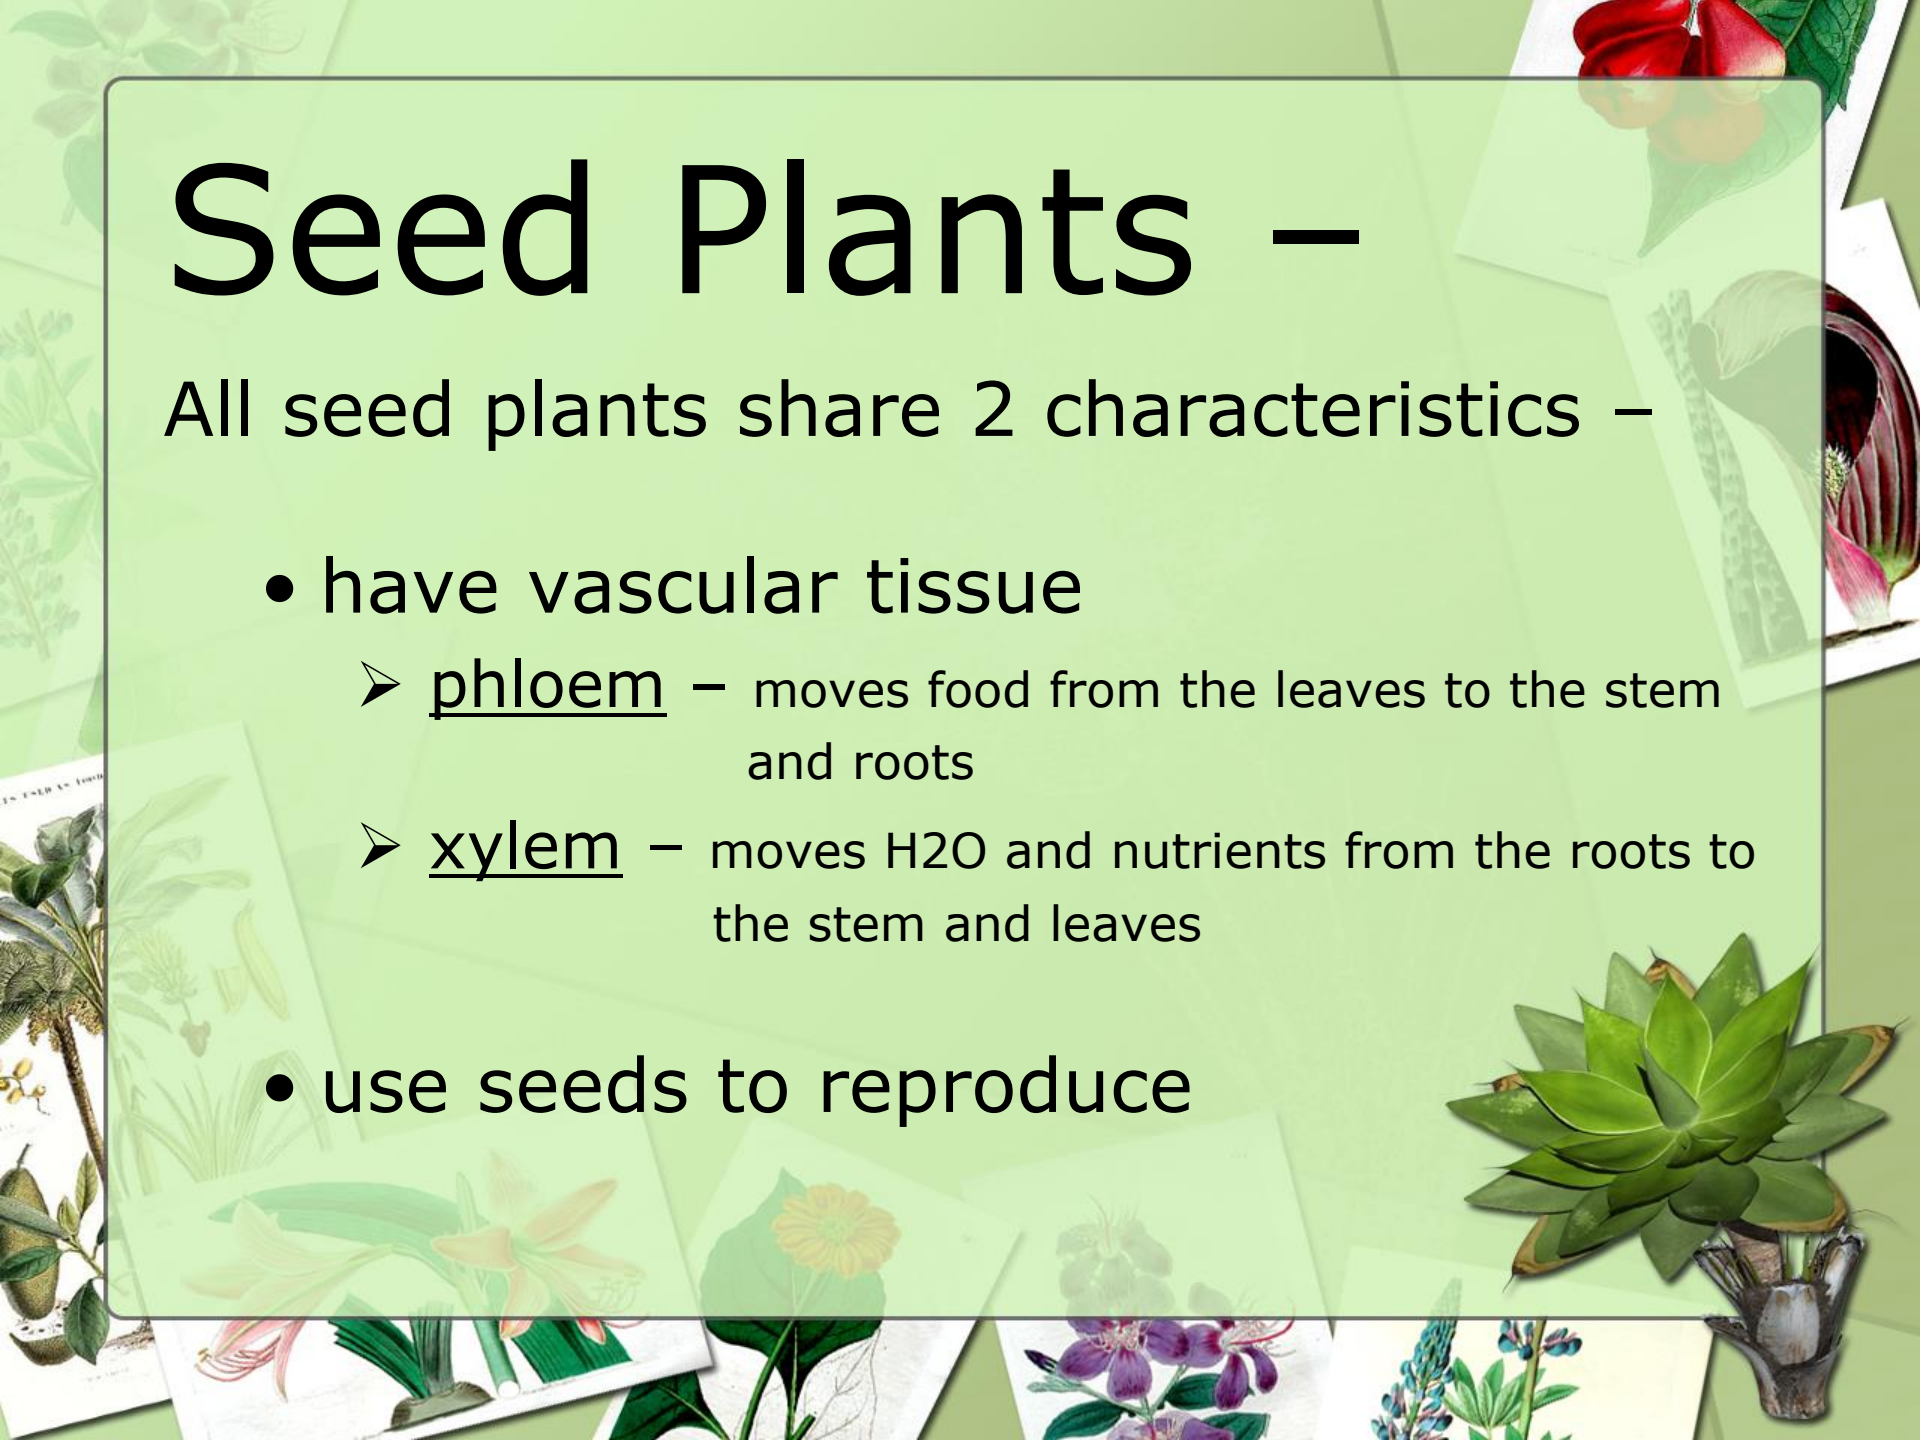 Seed Plants –
All seed plants share 2 characteristics –
• have vascular tissue
➢ phloem – moves food from the leaves to the stem
and roots
➢ xylem – moves H2O and nutrients from the roots to
the stem and leaves
• use seeds to reproduce